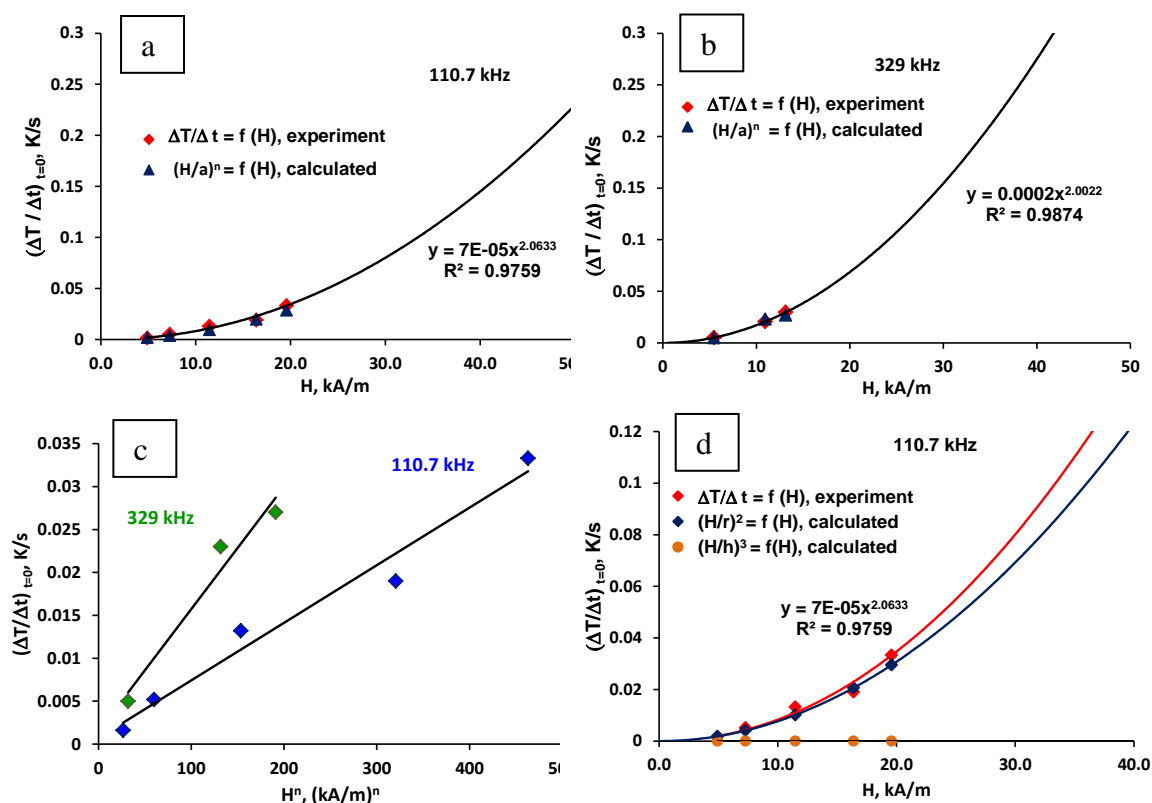 a
0.3
0.25
0.2
0.15
0.1
0.05
0
(ΔT / Δt) t=0, K/s
110.7 kHz
ΔT/Δ t = f (H), experiment
(H/a)ⁿ = f (H), calculated
y = 7E-05x^2.0633
R² = 0.9759
0.0 10.0 20.0 30.0 40.0 50
H, kA/m
b
0.3
0.25
0.2
0.15
0.1
0.05
0
(ΔT / Δt) t=0, K/s
329 kHz
ΔT/Δ t = f (H), experiment
(H/a)ⁿ = f (H), calculated
y = 0.0002x^2.0022
R² = 0.9874
0 10 20 30 40 50
H, kA/m
c
0.035
0.03
0.025
0.02
0.015
0.01
0.005
0
(ΔT/Δt) t=0, K/s
110.7 kHz
329 kHz
0 100 200 300 400 50
Hⁿ, (kA/m)ⁿ
d
0.12
0.1
0.08
0.06
0.04
0.02
0
(ΔT/Δt) t=0, K/s
110.7 kHz
ΔT/Δ t = f (H), experiment
(H/r)² = f (H), calculated
(H/h)³ = f(H), calculated
y = 7E-05x^2.0633
R² = 0.9759
0.0 10.0 20.0 30.0 40.0
H, kA/m